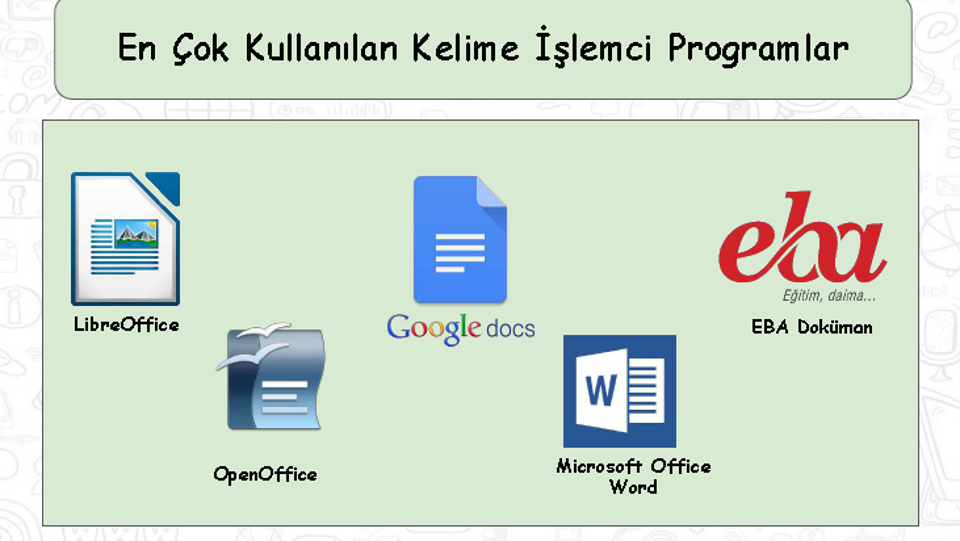 En Çok Kullanılan Kelime İşlemci Programlar
LibreOffice
OpenOffice
Google docs
W
Microsoft Office
Word
eba
Eğitim, daima...
EBA Doküman